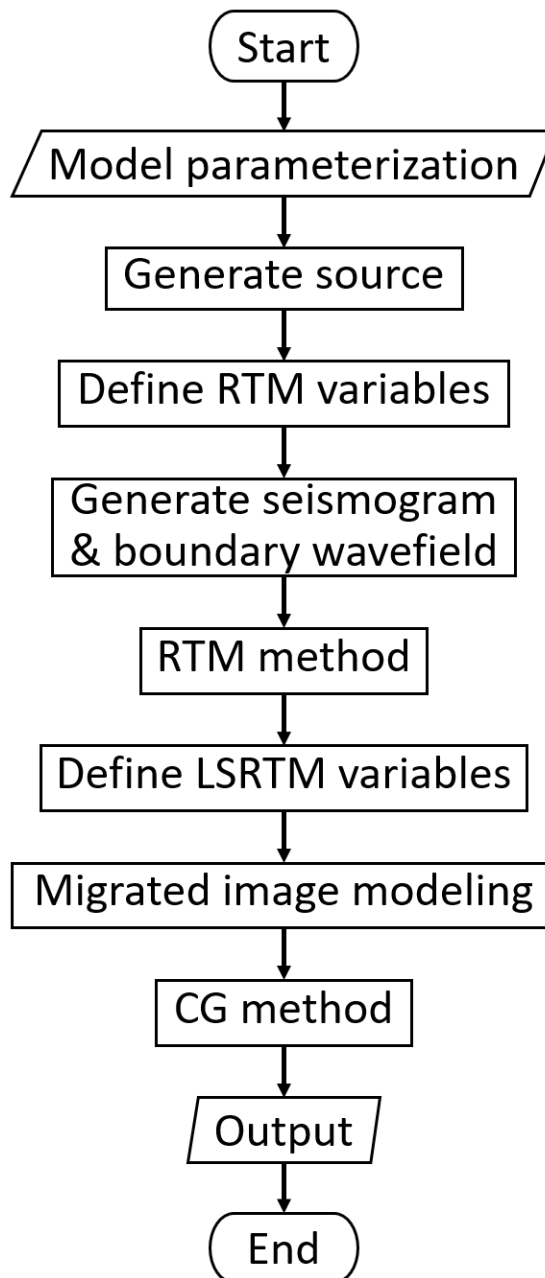 Start
Model parameterization
Generate source
Define RTM variables
Generate seismogram
& boundary wavefield
RTM method
Define LSRTM variables
Migrated image modeling
CG method
Output
End